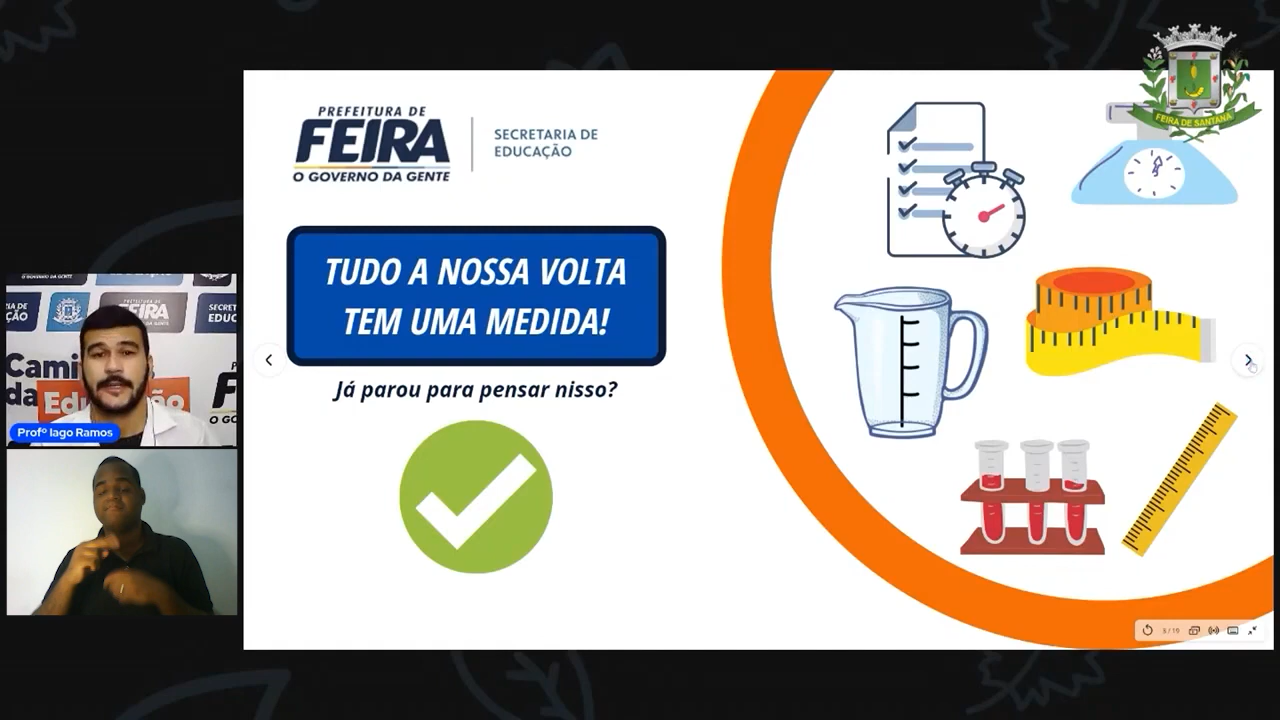 PREFEITURA DE
FEIRA
O GOVERNO DA GENTE
SECRETARIA DE
EDUCAÇÃO
TUDO A NOSSA VOLTA
TEM UMA MEDIDA!
Já parou para pensar nisso?
FEIRA DE SANTANA
Profº Iago Ramos